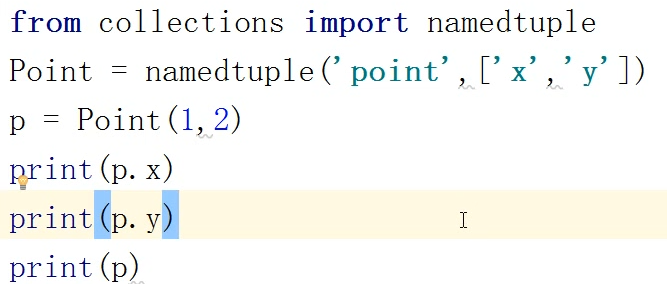 from collections import namedtuple
Point = namedtuple('point',['x','y'])
p = Point(1,2)
print(p.x)
print(p.y)
print(p)